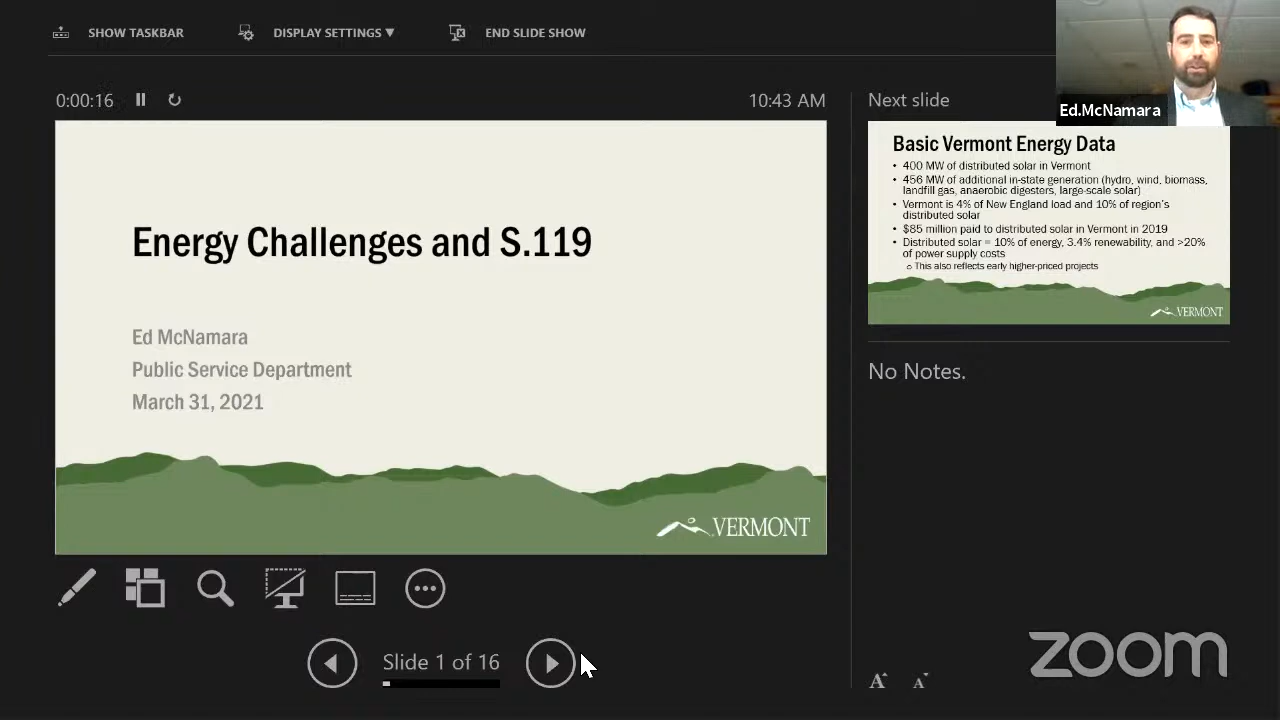 SHOW TASKBAR
DISPLAY SETTINGS ▼
END SLIDE SHOW
0:00:16
10:43 AM
Next slide
Ed.McNamara
Energy Challenges and S.119
Ed McNamara
Public Service Department
March 31, 2021
VERMONT
Basic Vermont Energy Data
• 400 MW of distributed solar in Vermont
• 456 MW of additional in-state generation (hydro, wind, biomass,
landfill gas, anaerobic digesters, large-scale solar)
• Vermont is 4% of New England load and 10% of region's
distributed solar
• $85 million paid to distributed solar in Vermont in 2019
• Distributed solar = 10% of energy, 3.4% renewability, and >20%
of power supply costs
o This also reflects early higher-priced projects
VERMONT
No Notes.
Slide 1 of 16
A A
zoom